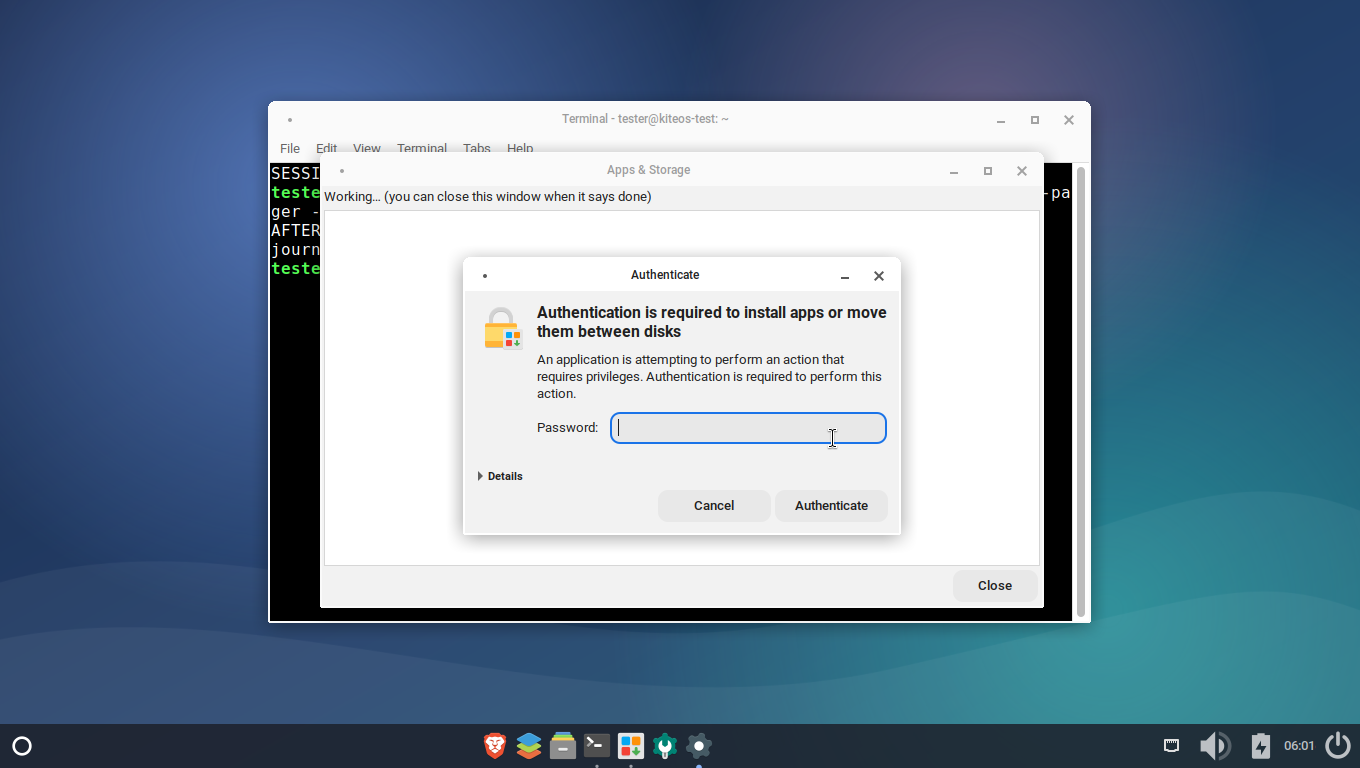 Terminal - tester@kiteos-test: ~
File Edit View Terminal Tabs Help
Apps & Storage
SESSI
teste
-pa
ger -
AFTER
journ
teste
Working… (you can close this window when it says done)
Authenticate
Authentication is required to install apps or move
them between disks
An application is attempting to perform an action that
requires privileges. Authentication is required to perform this
action.
Password:
Details
Cancel Authenticate
Close
06:01